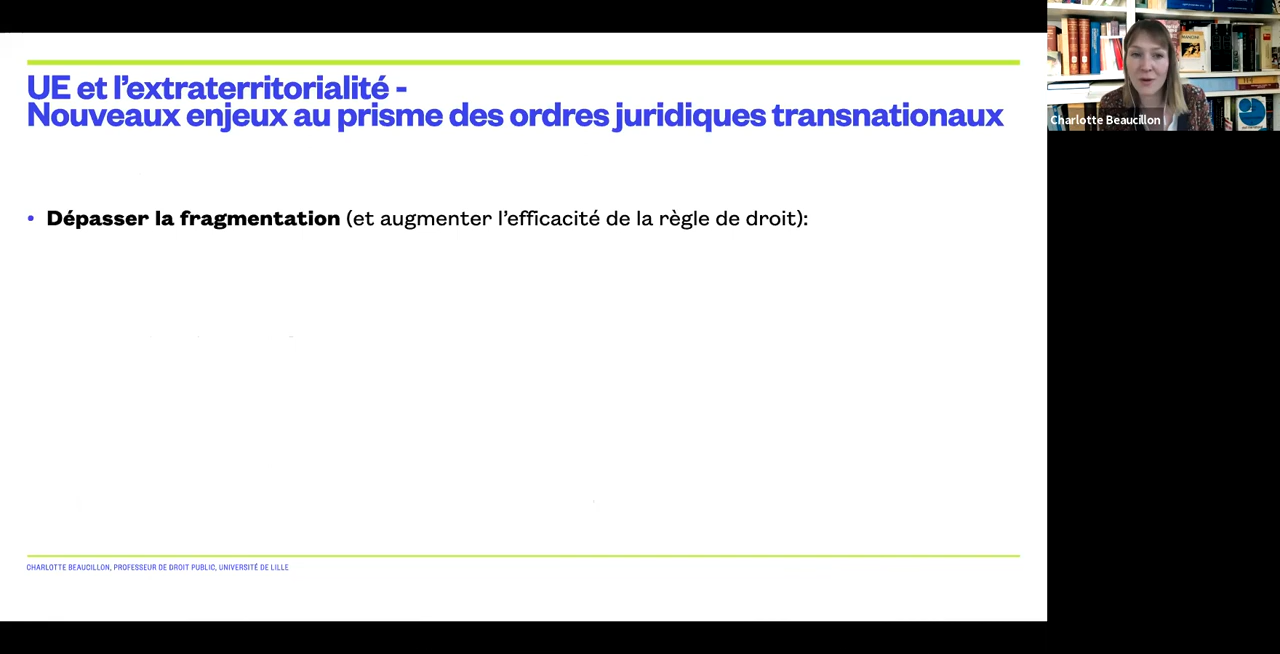 UE et l’extraterritorialité -
Nouveaux enjeux au prisme des ordres juridiques transnationaux
• Dépasser la fragmentation (et augmenter l’efficacité de la règle de droit):
CHARLOTTE BEAUCILLON, PROFESSEUR DE DROIT PUBLIC, UNIVERSITÉ DE LILLE
Charlotte Beaucillon